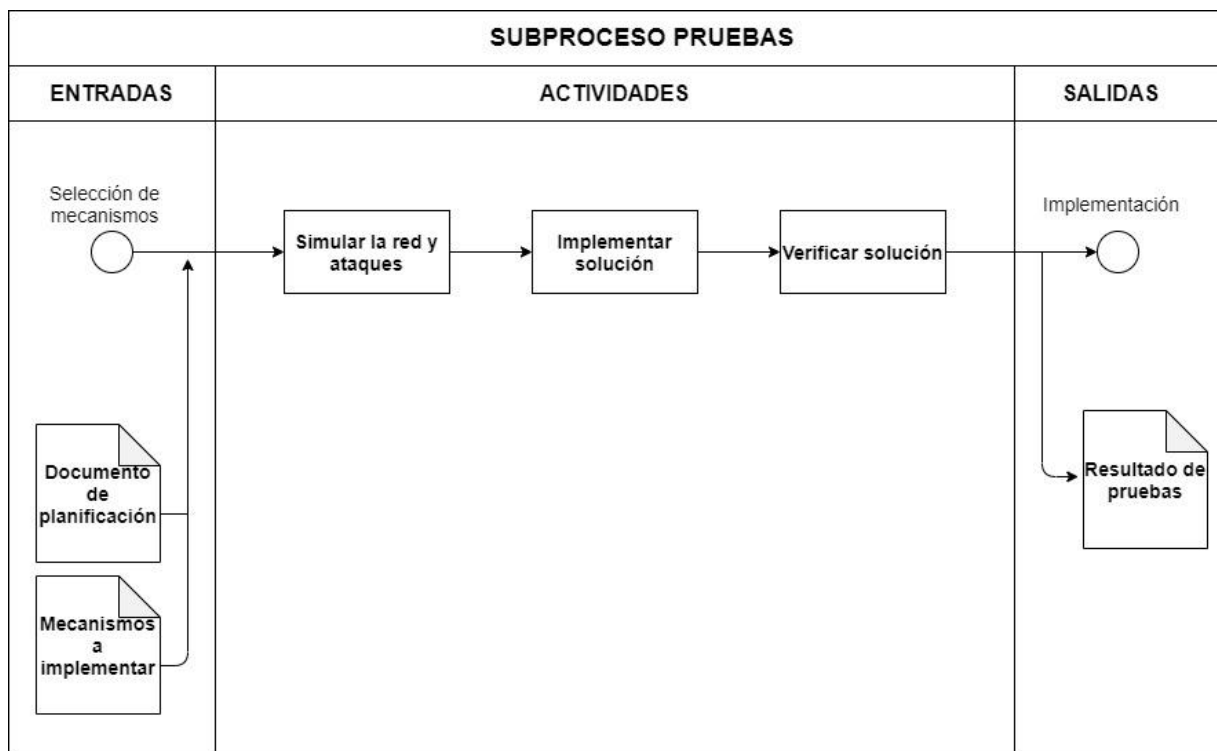 SUBPROCESO PRUEBAS
ENTRADAS
ACTIVIDADES
SALIDAS
Selección de
mecanismos
Simular la red y
ataques
Implementar
solución
Verificar solución
Implementación
Documento
de
planificación
Resultado de
pruebas
Mecanismos
a
implementar